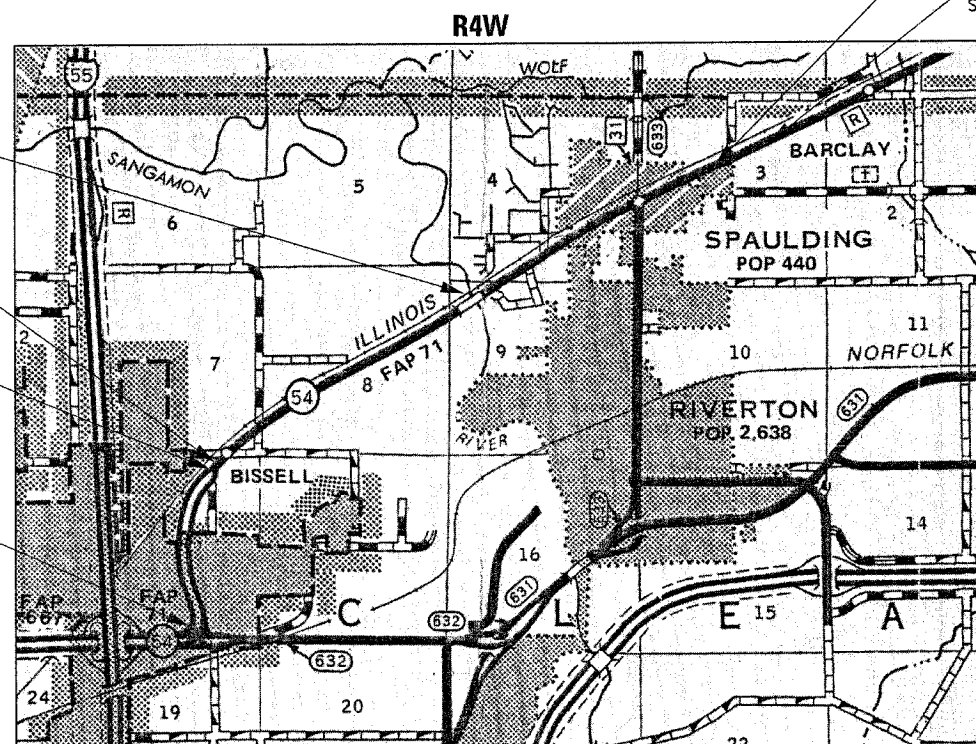 R4W
S
55
WOLF
31
633
R
BARCLAY
T
SANGAMON
5
4
3
R
6
2
SPAULDING
POP 440
ILLINOIS
2
7
8 FAP 71
9
10
11
NORFOLK
54
RIVERTON
POP 2,638
631
RIVER
BISSELL
16
14
631
FAP
667
FAP
71
C
L
E
15
A
632
632
24
19
20
22